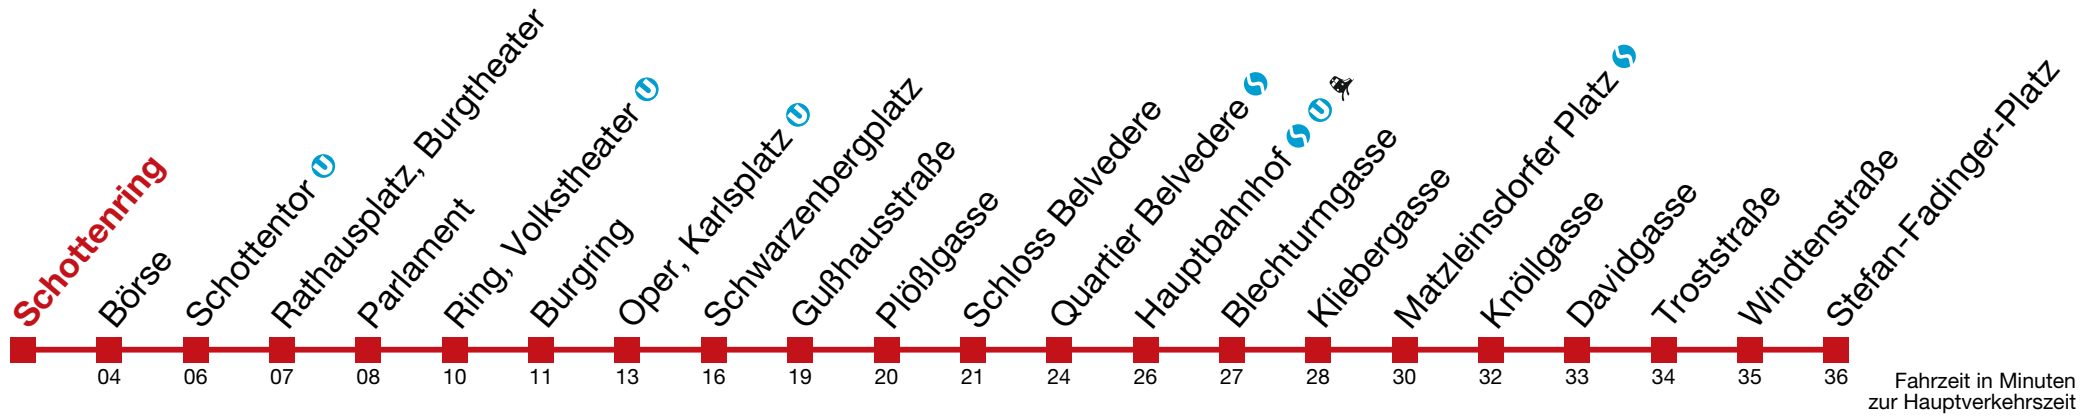 Schottenring
Börse
Schottentor
Rathausplatz, Burgtheater
Parlament
Ring, Volkstheater
Burgring
Oper, Karlsplatz
Schwarzenbergplatz
Gußhausstraße
Plößlgasse
Schloss Belvedere
Quartier Belvedere
Hauptbahnhof
Blechturmgasse
Kliebergasse
Matzleinsdorfer Platz
Knöllgasse
Davidgasse
Troststraße
Windtenstraße
Stefan-Fadinger-Platz
04 06 07 08 10 11 13 16 19 20 21 24 26 27 28 30 32 33 34 35 36
Fahrzeit in Minuten
zur Hauptverkehrszeit